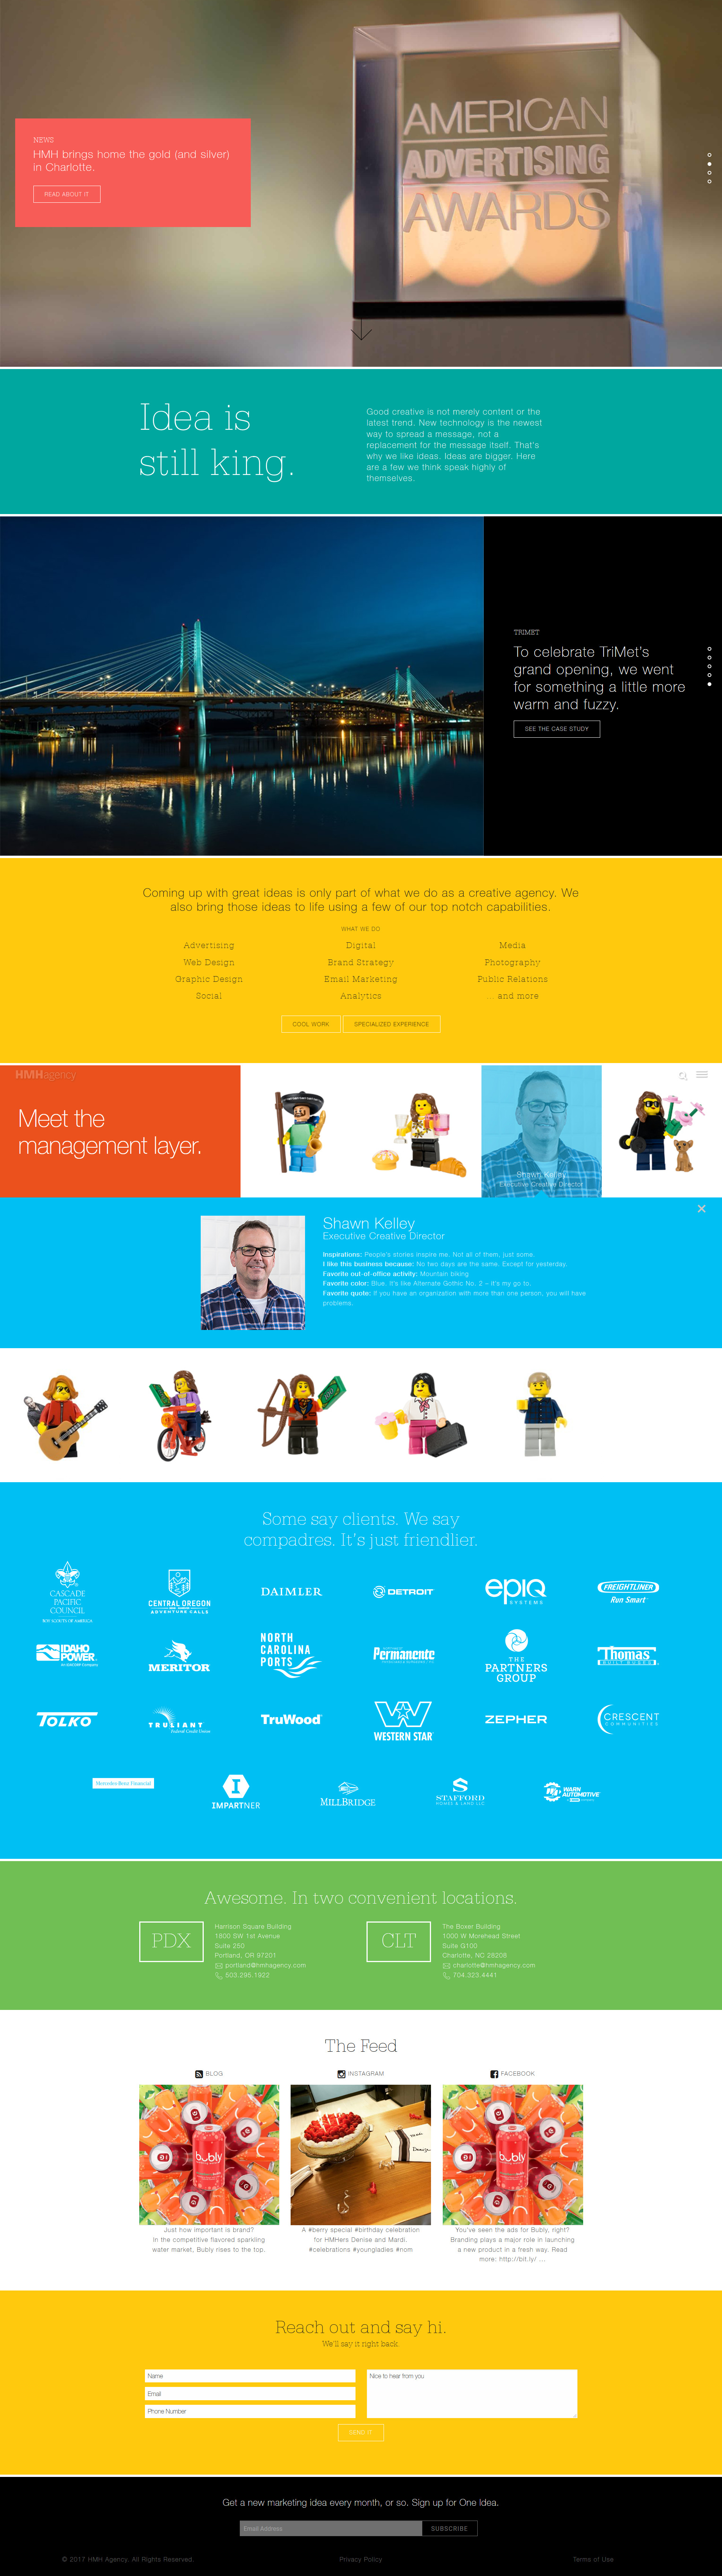 NEWS
HMH brings home the gold (and silver)
in Charlotte.
READ ABOUT IT
AMERICAN
ADVERTISING
AWARDS
Idea is
still king.
Good creative is not merely content or the
latest trend. New technology is the newest
way to spread a message, not a
replacement for the message itself. That's
why we like ideas. Ideas are bigger. Here
are a few we think speak highly of
themselves.
TRIMET
To celebrate TriMet's
grand opening, we went
for something a little more
warm and fuzzy.
SEE THE CASE STUDY
Coming up with great ideas is only part of what we do as a creative agency. We
also bring those ideas to life using a few of our top notch capabilities.
WHAT WE DO
Advertising Digital Media
Web Design Brand Strategy Photography
Graphic Design Email Marketing Public Relations
Social Analytics ... and more
COOL WORK SPECIALIZED EXPERIENCE
HMHagency
Meet the
management layer.
Shawn Kelley
Executive Creative Director
Shawn Kelley
Executive Creative Director
Inspirations: People's stories inspire me. Not all of them, just some.
I like this business because: No two days are the same. Except for yesterday.
Favorite out-of-office activity: Mountain biking
Favorite color: Blue. It's like Alternate Gothic No. 2 – it's my go to.
Favorite quote: If you have an organization with more than one person, you will have
problems.
Some say clients. We say
compadres. It's just friendlier.
CASCADE
PACIFIC
COUNCIL
BOY SCOUTS OF AMERICA
CENTRAL OREGON
ADVENTURE CALLS
DAIMLER
DETROIT
epiq
SYSTEMS
FREIGHTLINER
Run Smart
IDAHO
POWER
An IDACORP Company
MERITOR
NORTH
CAROLINA
PORTS
Permanente
THE
PARTNERS
GROUP
Thomas
BUILT BUSES
TOLKO
TRULIANT
Federal Credit Union
TruWood
WESTERN STAR
ZEPHER
CRESCENT
COMMUNITIES
Mercedes-Benz Financial
IMPARTNER
MILLBRIDGE
STAFFORD
HOMES & LAND LLC
WARN
AUTOMOTIVE
Awesome. In two convenient locations.
PDX
Harrison Square Building
1800 SW 1st Avenue
Suite 250
Portland, OR 97201
portland@hmhagency.com
503.295.1922
CLT
The Boxer Building
1000 W Morehead Street
Suite G100
Charlotte, NC 28208
charlotte@hmhagency.com
704.323.4441
The Feed
BLOG INSTAGRAM FACEBOOK
bubly
bubly
Just how important is brand?
In the competitive flavored sparkling
water market, Bubly rises to the top.
A #berry special #birthday celebration
for HMHers Denise and Mardi.
#celebrations #youngladies #nom
You've seen the ads for Bubly, right?
Branding plays a major role in launching
a new product in a fresh way. Read
more: http://bit.ly/ ...
Reach out and say hi.
We'll say it right back.
Name
Email
Phone Number
Nice to hear from you
SEND IT
Get a new marketing idea every month, or so. Sign up for One Idea.
Email Address SUBSCRIBE
© 2017 HMH Agency. All Rights Reserved. Privacy Policy Terms of Use